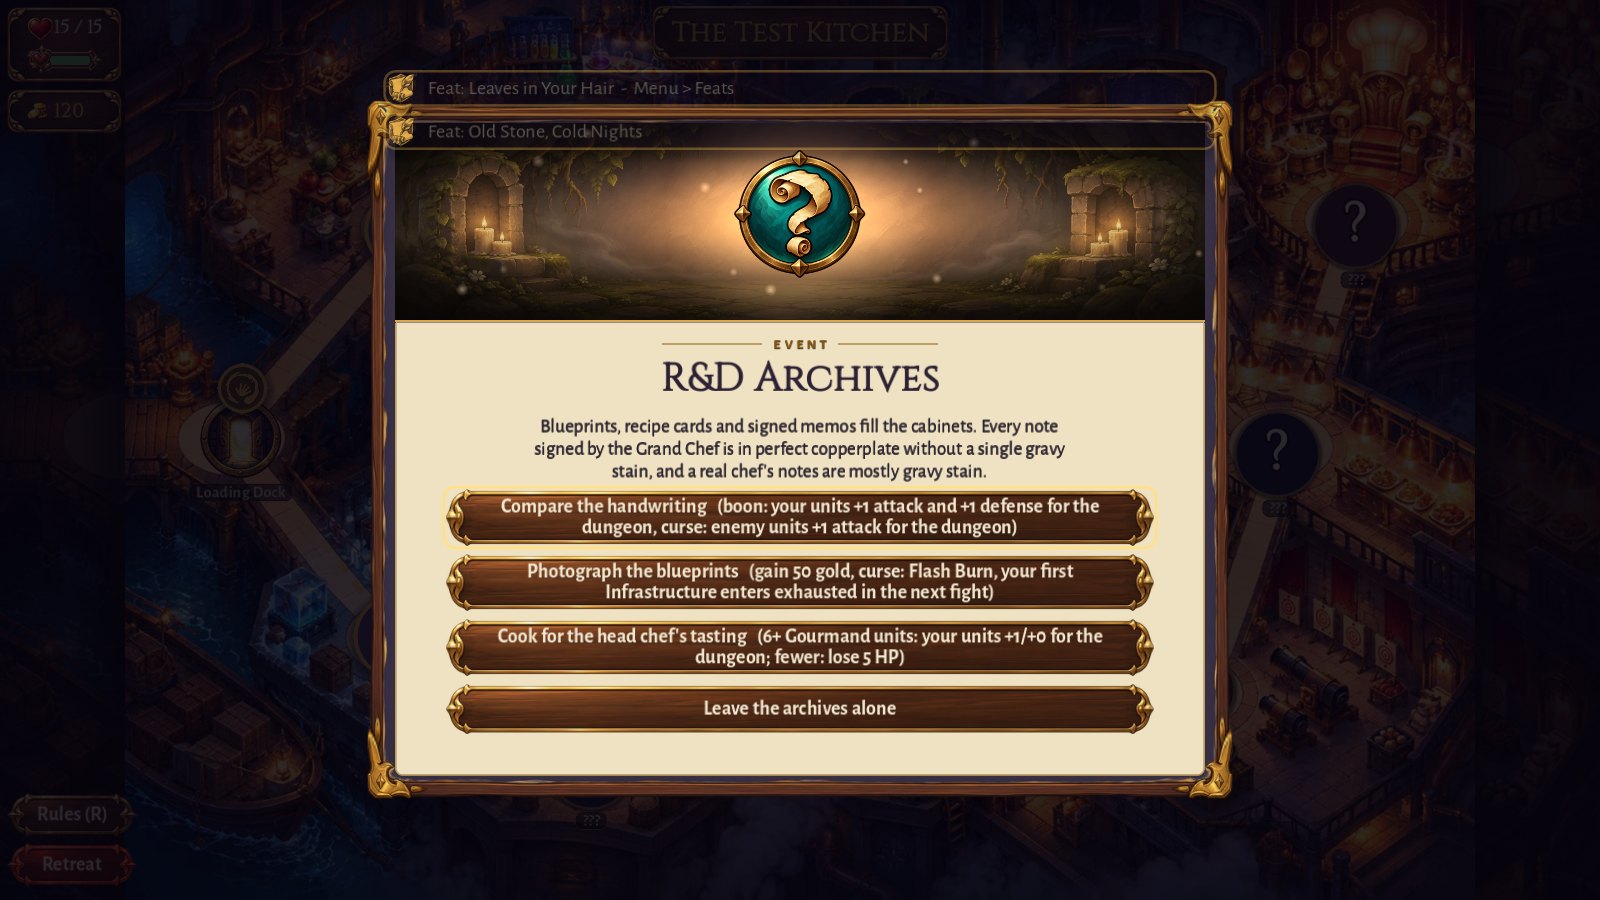 15 / 15
THE TEST KITCHEN
120
Feat: Leaves in Your Hair - Menu > Feats
Feat: Old Stone, Cold Nights
EVENT
R&D ARCHIVES
Blueprints, recipe cards and signed memos fill the cabinets. Every note
signed by the Grand Chef is in perfect copperplate without a single gravy
stain, and a real chef's notes are mostly gravy stain.
Compare the handwriting (boon: your units +1 attack and +1 defense for the
dungeon, curse: enemy units +1 attack for the dungeon)
Photograph the blueprints (gain 50 gold, curse: Flash Burn, your first
Infrastructure enters exhausted in the next fight)
Cook for the head chef's tasting (6+ Gourmand units: your units +1/+0 for the
dungeon; fewer: lose 5 HP)
Leave the archives alone
Loading Dock
?
???
?
???
???
Rules (R)
Retreat